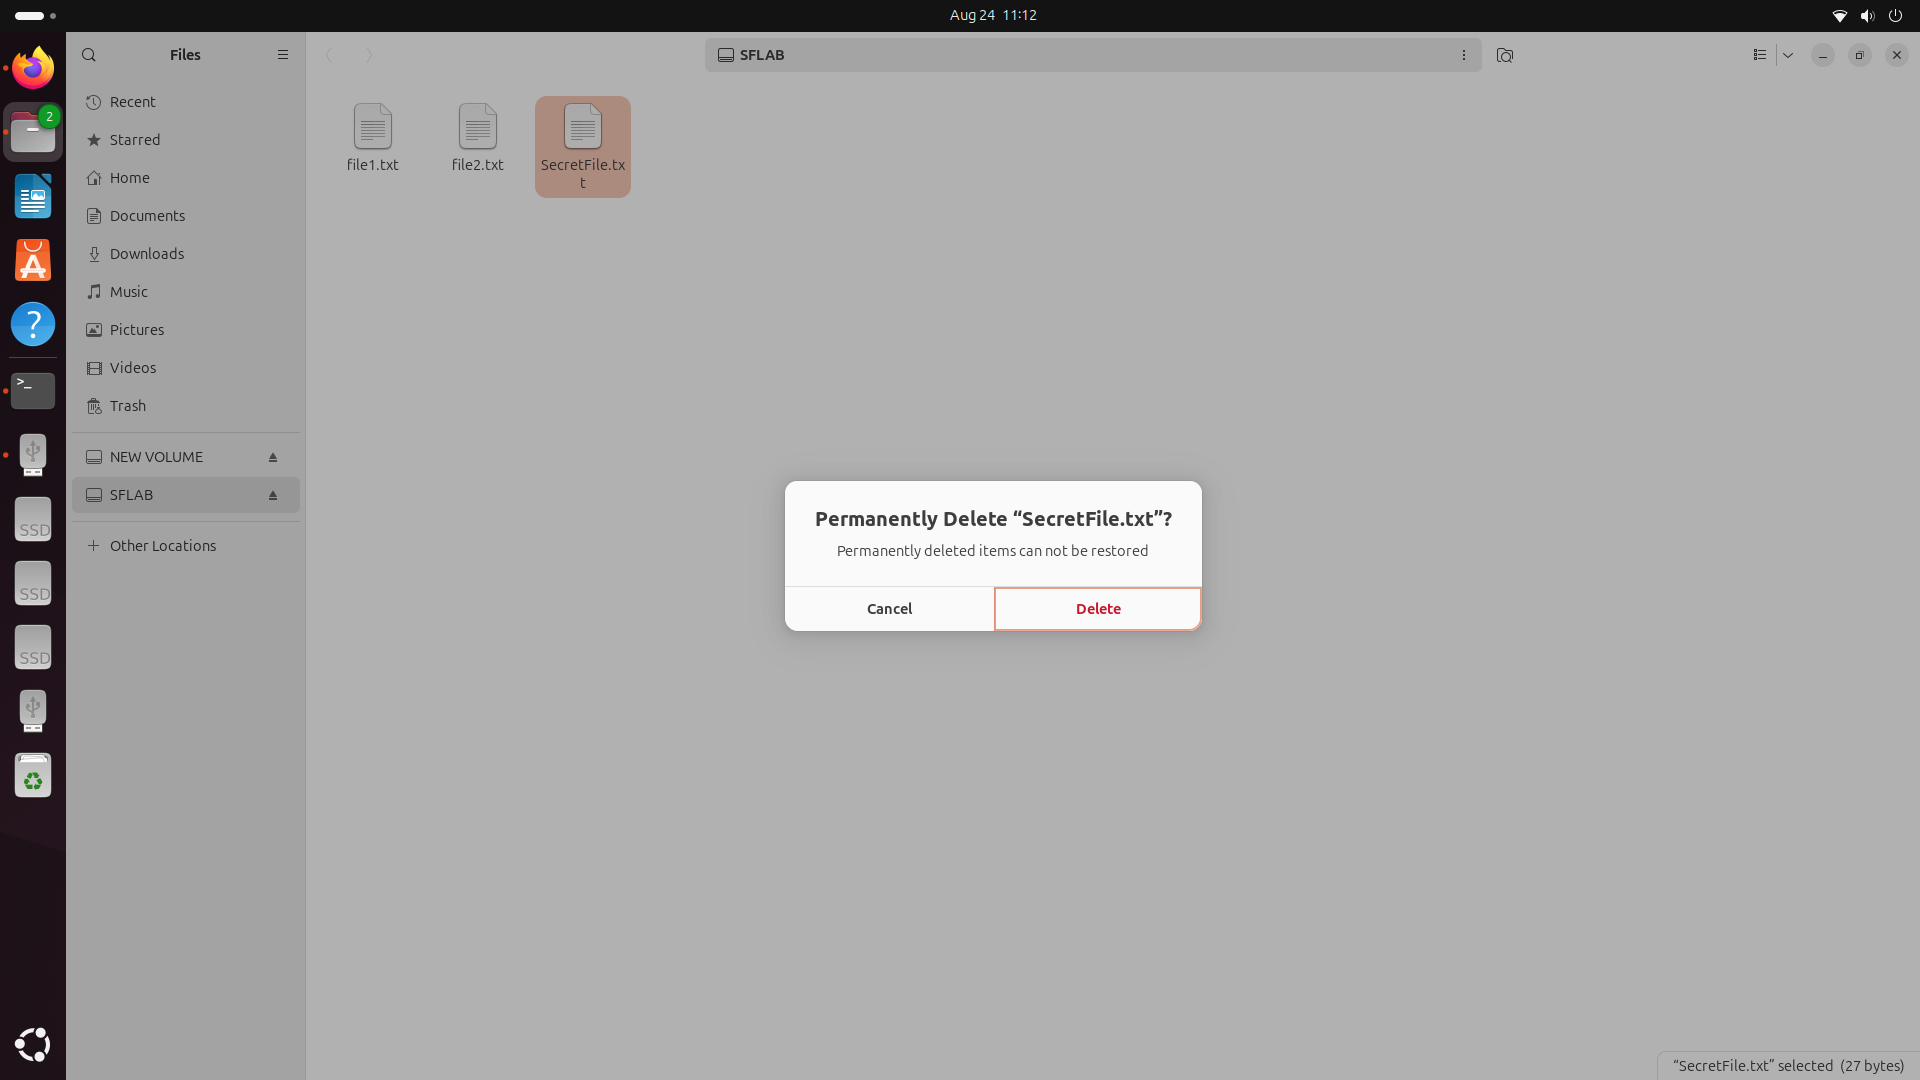 Aug 24 11:12
Files
SFLAB
2
Recent
Starred
Home
Documents
Downloads
Music
Pictures
Videos
Trash
NEW VOLUME
SFLAB
Other Locations
file1.txt
file2.txt
SecretFile.tx
t
>_
?
SSD
SSD
SSD
Permanently Delete “SecretFile.txt”?
Permanently deleted items can not be restored
Cancel
Delete
“SecretFile.txt” selected (27 bytes)